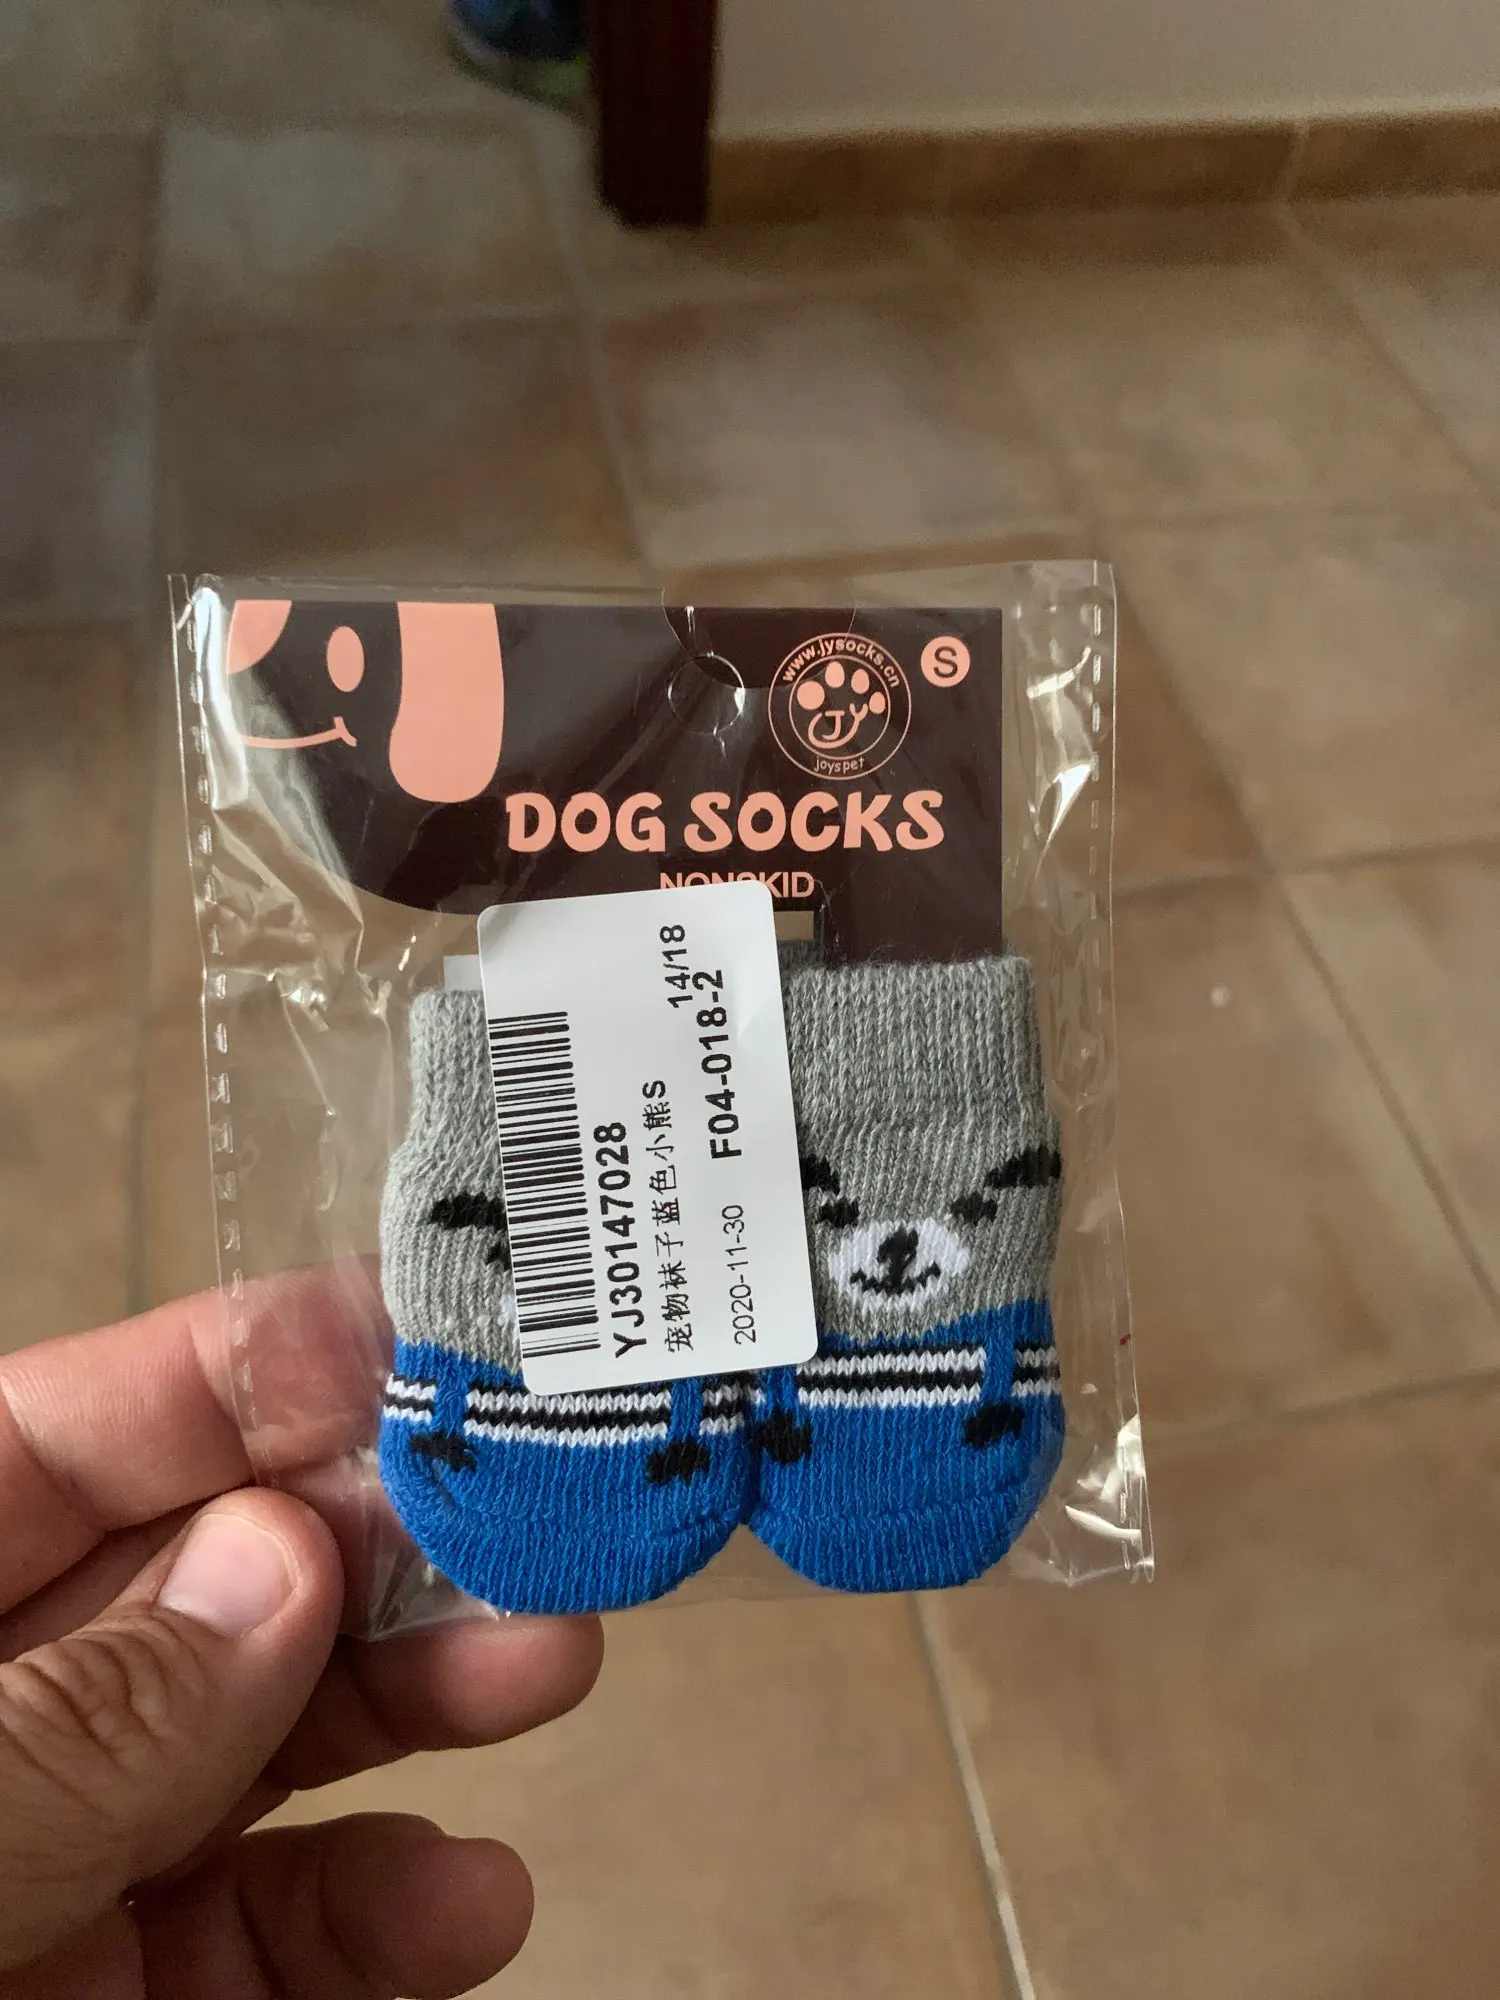 www.jysocks.cn
JY
joyspet
S
DOG SOCKS
NONSKID
YJ30147028
宠物袜子蓝色小熊S
14/18
2020-11-30
F04-018-2